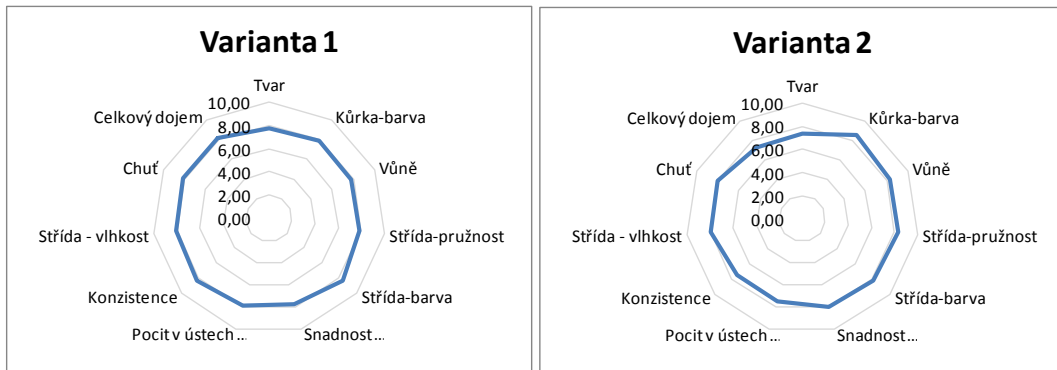 Varianta 1
Tvar
Kůrka-barva
Vůně
Střída-pružnost
Střída-barva
Snadnost ...
Pocit v ústech ...
Konzistence
Střída - vlhkost
Chuť
Celkový dojem
10,00
8,00
6,00
4,00
2,00
0,00
Varianta 2
Tvar
Kůrka-barva
Vůně
Střída-pružnost
Střída-barva
Snadnost ...
Pocit v ústech ...
Konzistence
Střída - vlhkost
Chuť
Celkový dojem
10,00
8,00
6,00
4,00
2,00
0,00